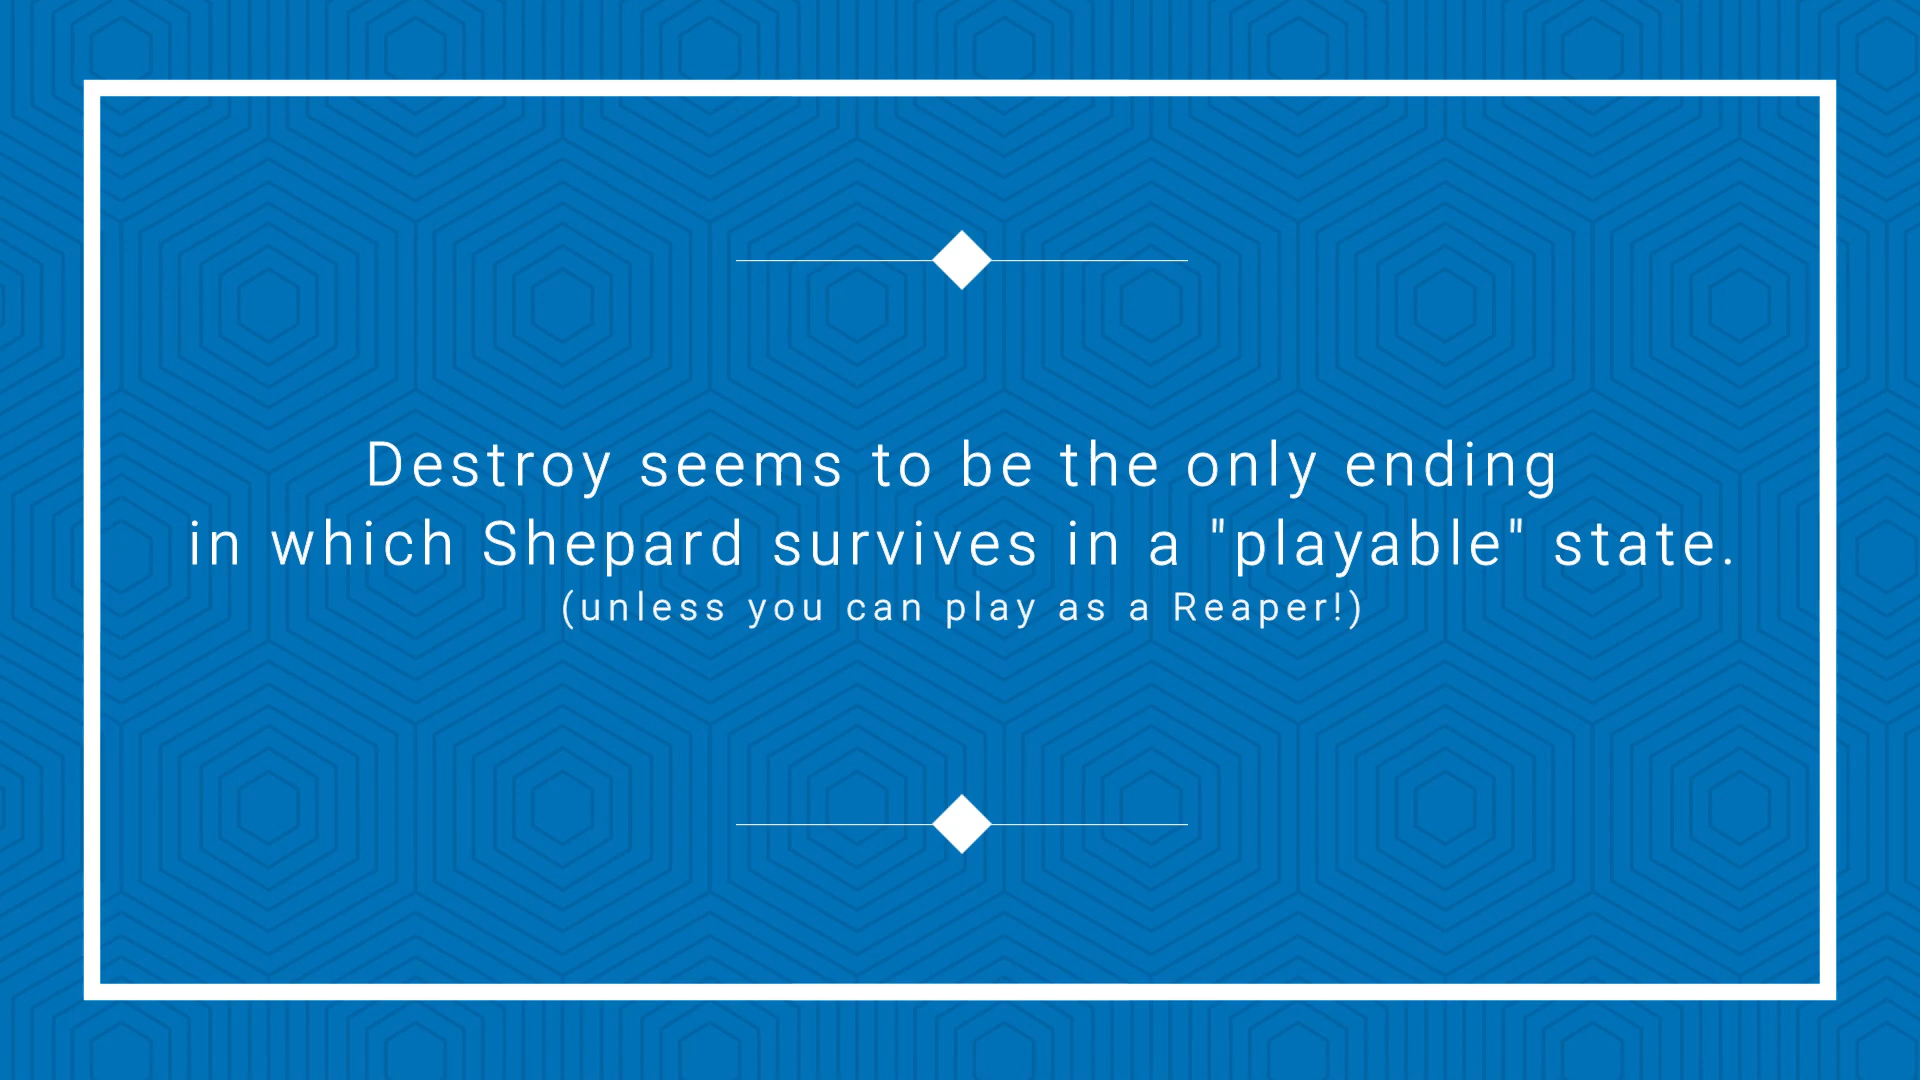 Destroy seems to be the only ending
in which Shepard survives in a "playable" state.
(unless you can play as a Reaper!)